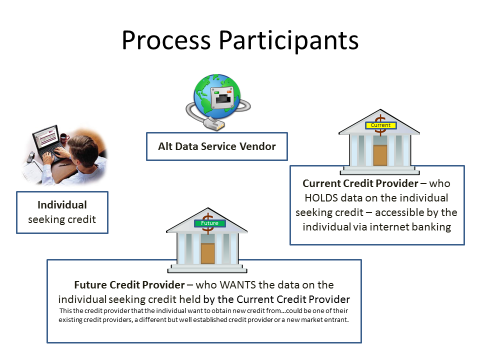 Process Participants
Current
Alt Data Service Vendor
Current Credit Provider – who
HOLDS data on the individual
seeking credit – accessible by the
individual via internet banking
Individual
seeking credit
Future
Future Credit Provider – who WANTS the data on the
individual seeking credit held by the Current Credit Provider
This the credit provider that the individual want to obtain new credit from…could be one of their
existing credit providers, a different but well established credit provider or a new market entrant.